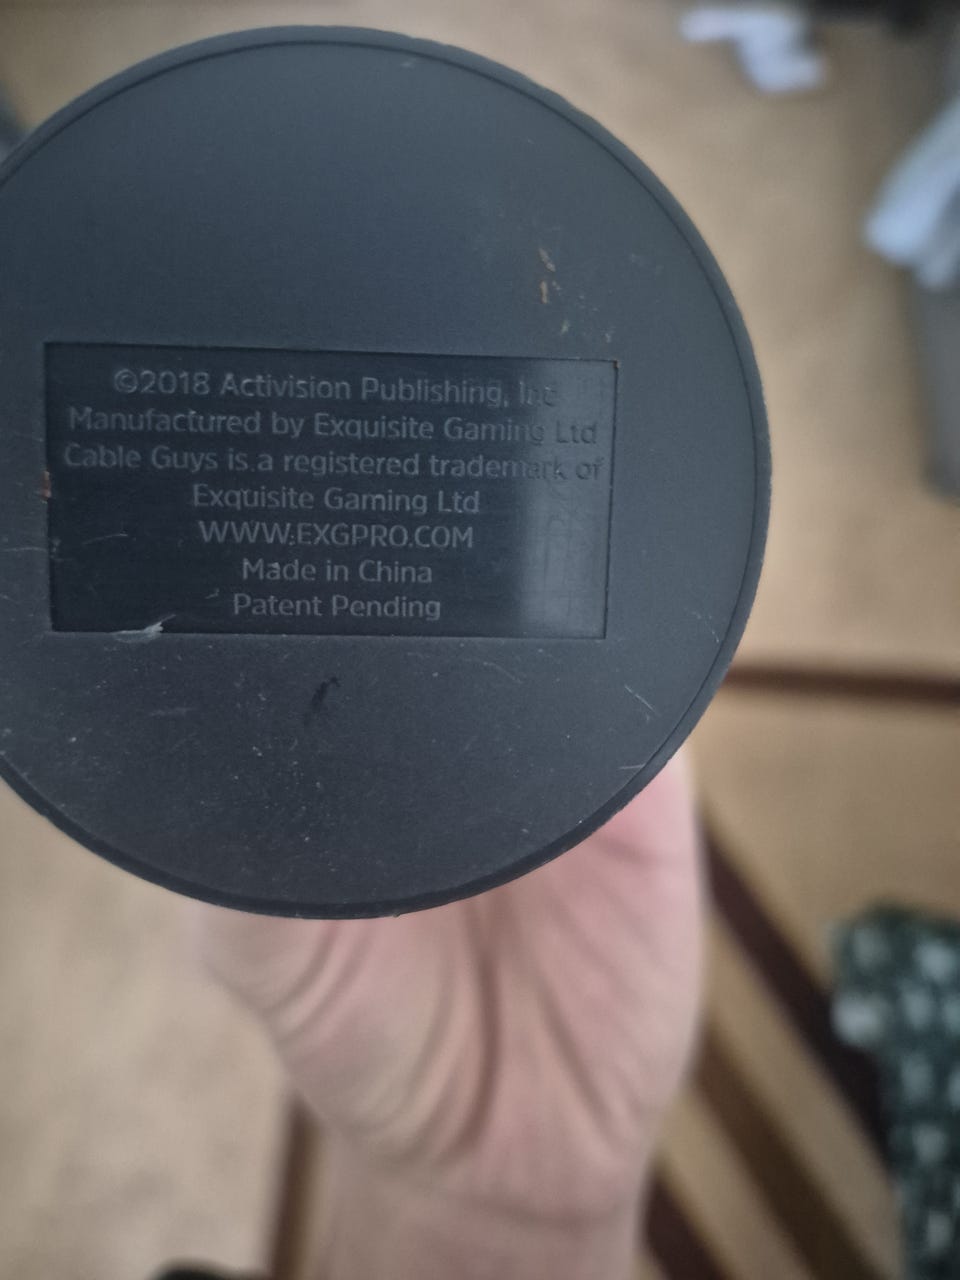 ©2018 Activision Publishing, Inc
Manufactured by Exquisite Gaming Ltd
Cable Guys is a registered trademark of
Exquisite Gaming Ltd
WWW.EXGPRO.COM
Made in China
Patent Pending